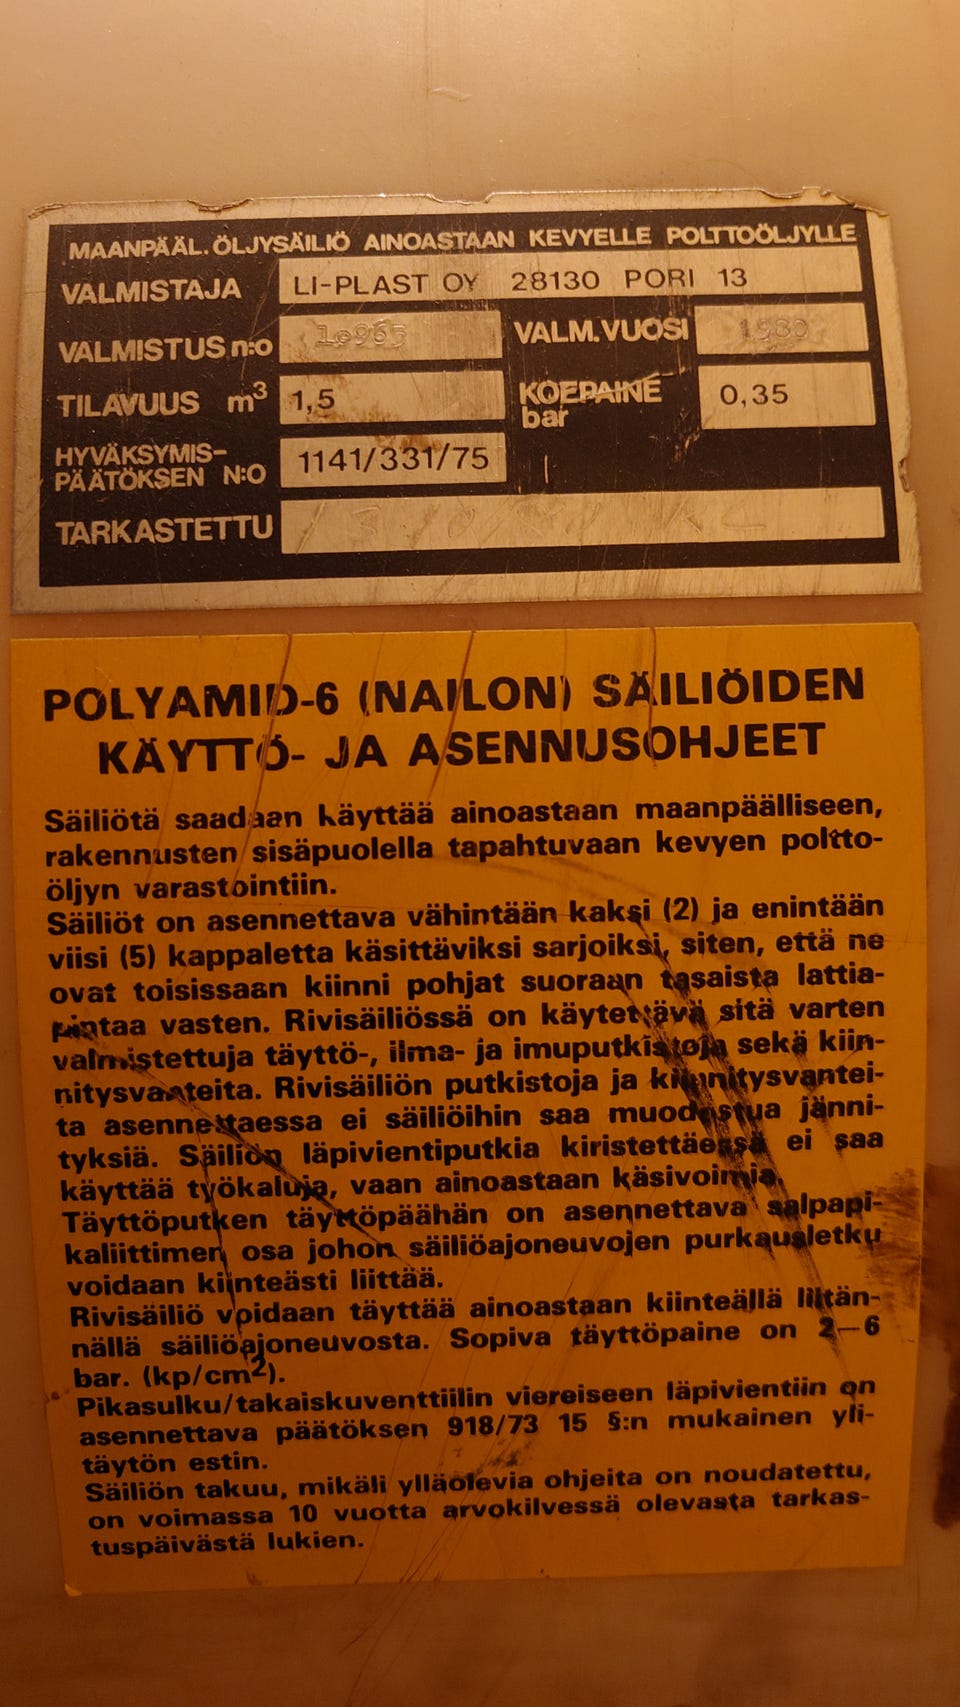 MAANPÄÄL. ÖLJYSÄILIÖ AINOASTAAN KEVYELLE POLTTOÖLJYLLE
VALMISTAJA LI-PLAST OY 28130 PORI 13
VALMISTUS n:o 10965 VALM.VUOSI 1980
TILAVUUS m³ 1,5 KOEPAINE bar 0,35
HYVÄKSYMIS-
PÄÄTÖKSEN N:O 1141/331/75
TARKASTETTU
POLYAMID-6 (NAILON) SÄILIÖIDEN
KÄYTTÖ- JA ASENNUSOHJEET
Säiliötä saadaan käyttää ainoastaan maanpäälliseen,
rakennusten sisäpuolella tapahtuvaan kevyen poltto-
öljyn varastointiin.
Säiliöt on asennettava vähintään kaksi (2) ja enintään
viisi (5) kappaletta käsittäviksi sarjoiksi, siten, että ne
ovat toisissaan kiinni pohjat suoraan tasaista lattia-
pintaa vasten. Rivisäiliössä on käytettävä sitä varten
valmistettuja täyttö-, ilma- ja imuputkistoja sekä kiin-
nitysvanteita. Rivisäiliön putkistoja ja kiinnitysvantei-
ta asennettaessa ei säiliöihin saa muodostua jänni-
tyksiä. Säiliön läpivientiputkia kiristettäessä ei saa
käyttää työkaluja, vaan ainoastaan käsivoimia.
Täyttöputken täyttöpäähän on asennettava salpapi-
kaliittimen osa johon säiliöajoneuvojen purkausletku
voidaan kiinteästi liittää.
Rivisäiliö voidaan täyttää ainoastaan kiinteällä liitän-
nällä säiliöajoneuvosta. Sopiva täyttöpaine on 2—6
bar. (kp/cm²).
Pikasulku/takaiskuventtiilin viereiseen läpivientiin on
asennettava päätöksen 918/73 15 §:n mukainen yli-
täytön estin.
Säiliön takuu, mikäli ylläolevia ohjeita on noudatettu,
on voimassa 10 vuotta arvokilvessä olevasta tarkas-
tuspäivästä lukien.